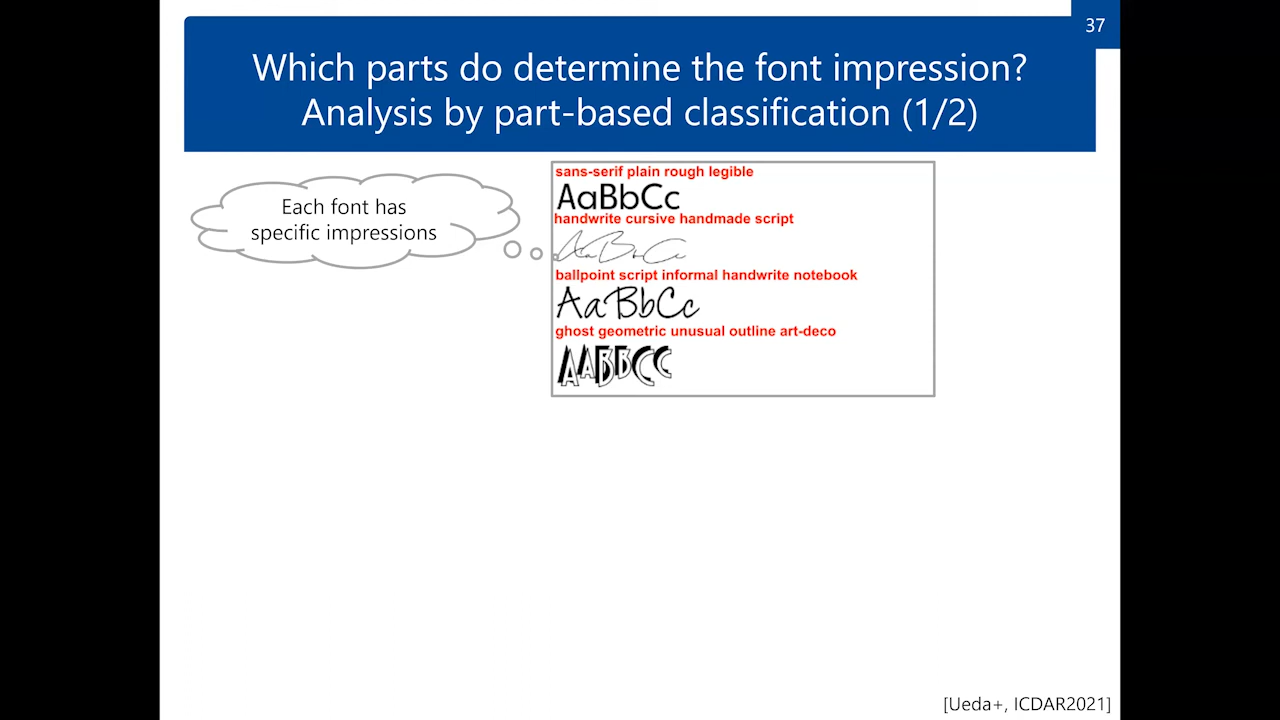 37
Which parts do determine the font impression?
Analysis by part-based classification (1/2)
Each font has
specific impressions
sans-serif plain rough legible
AaBbCc
handwrite cursive handmade script
AaBbCc
ballpoint script informal handwrite notebook
AaBbCc
ghost geometric unusual outline art-deco
AABBCC
[Ueda+, ICDAR2021]